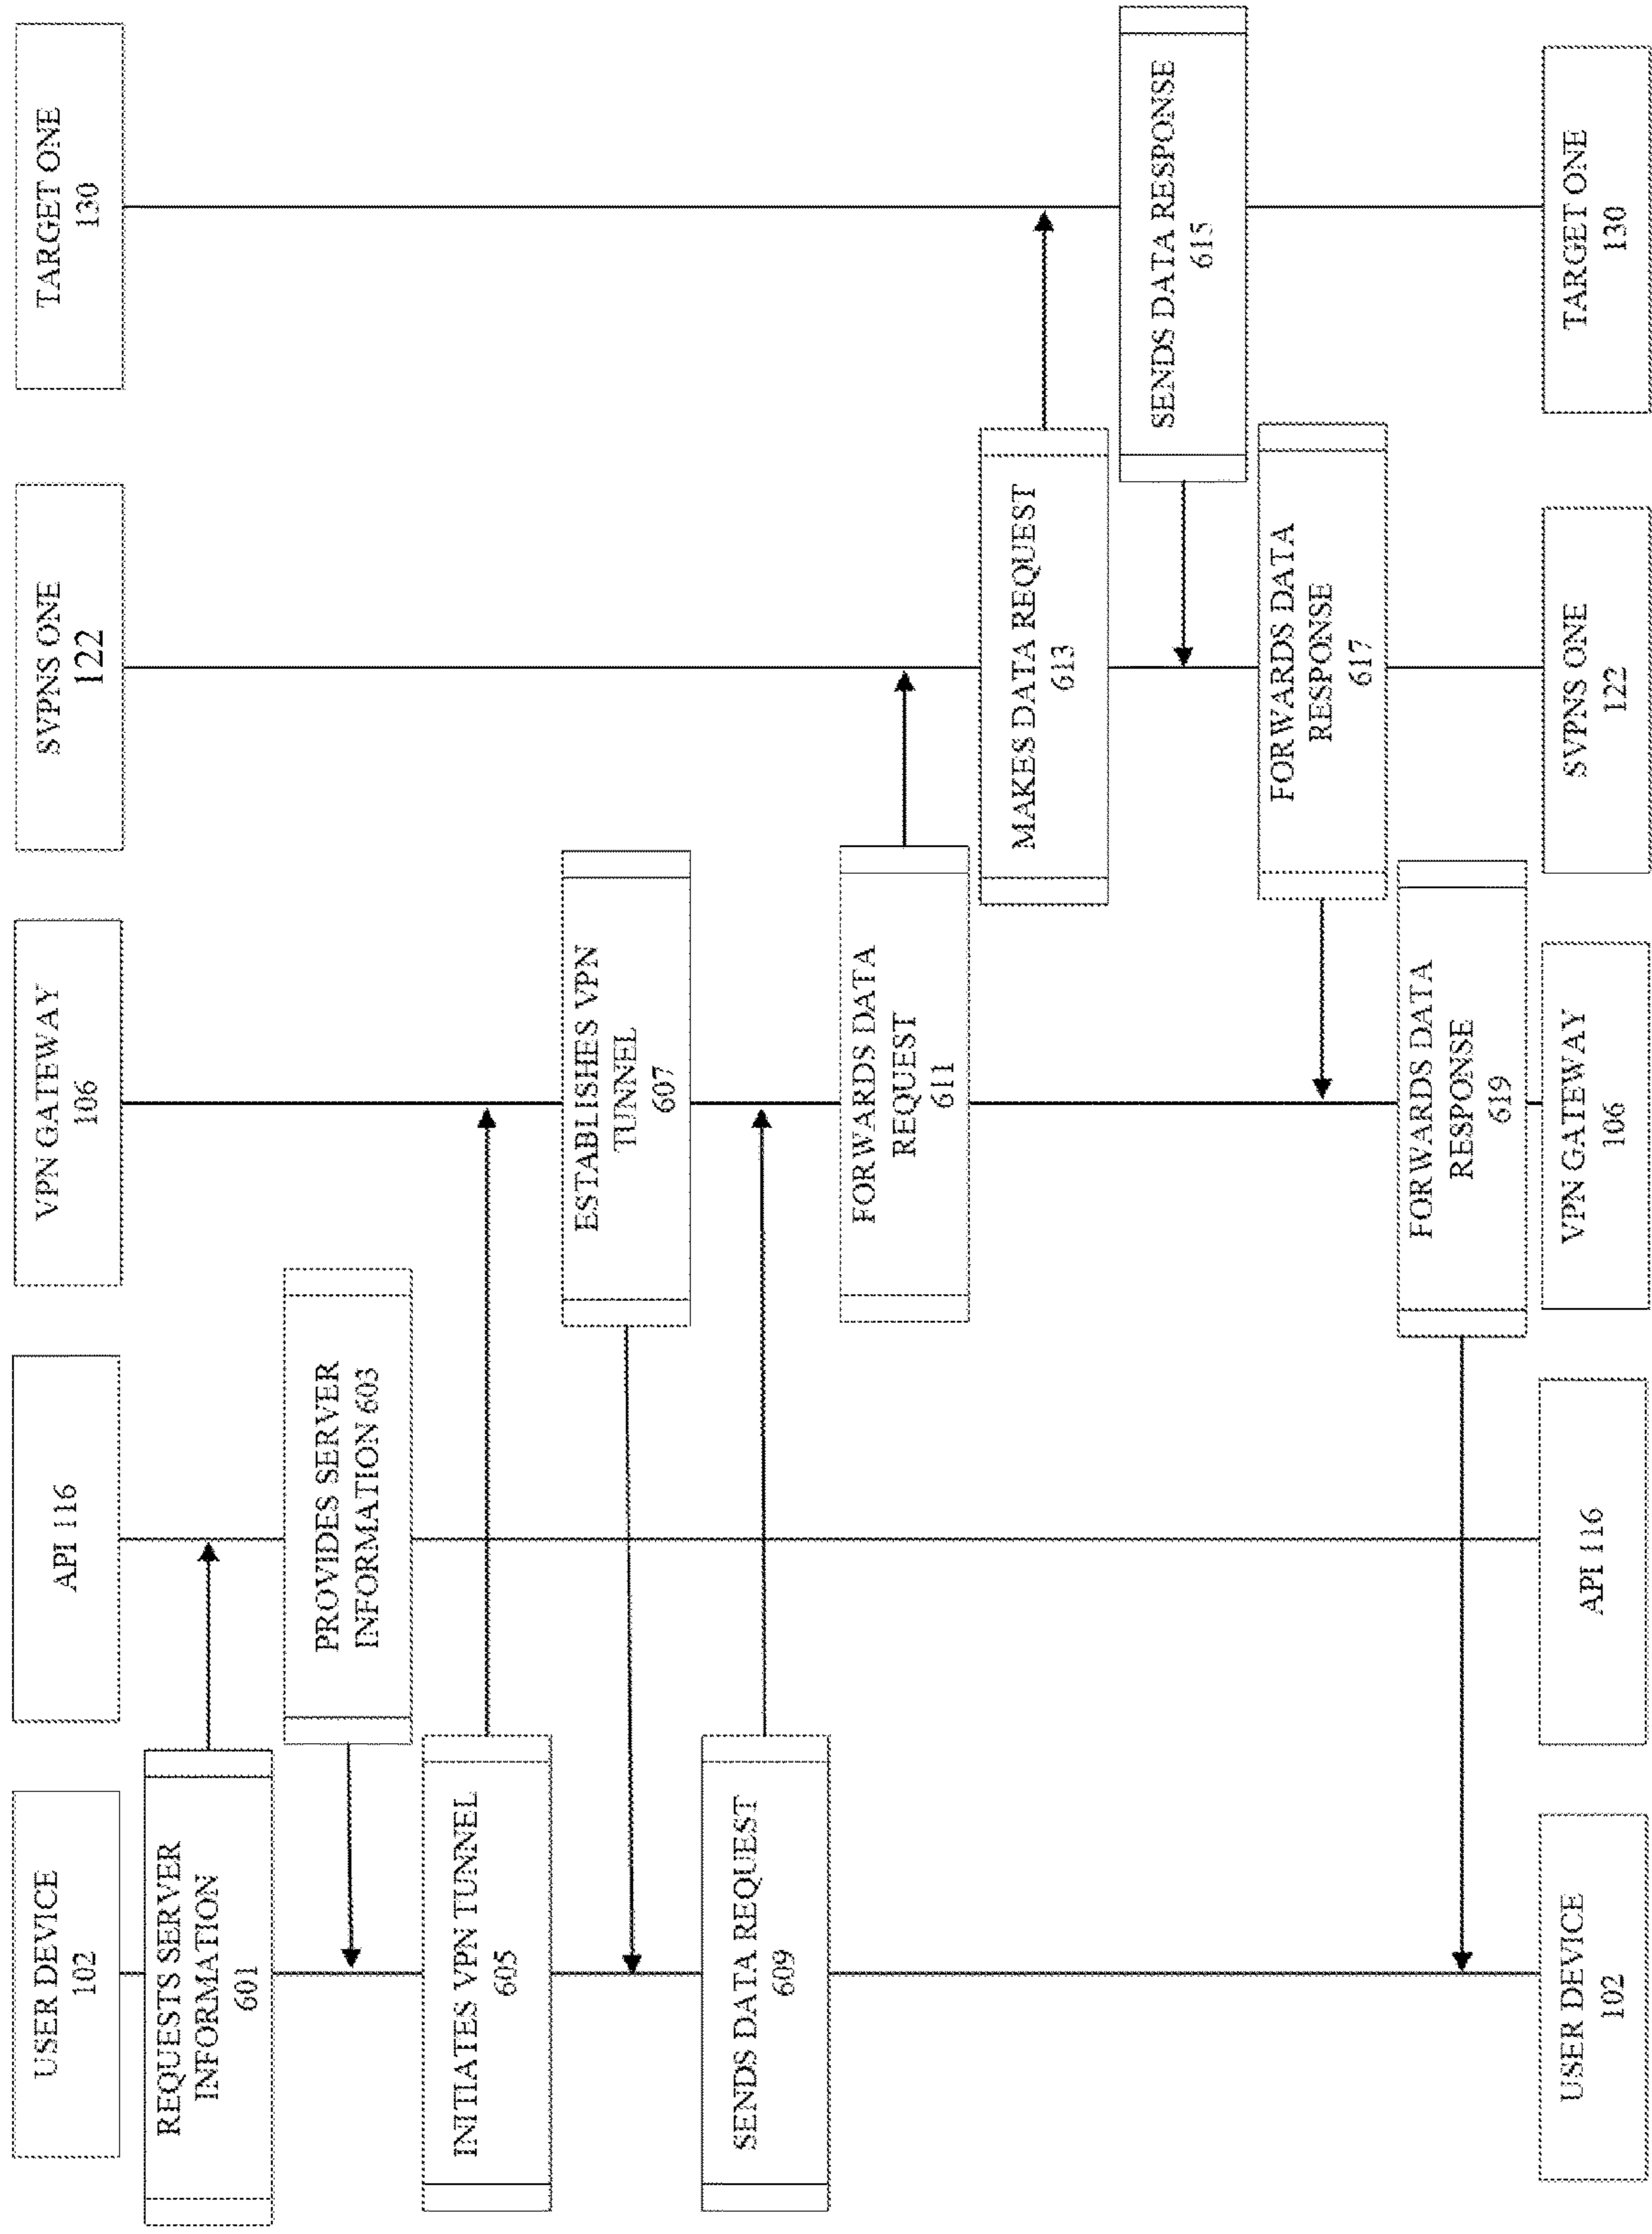 USER DEVICE
102
API 116
VPN GATEWAY
106
SVPNS ONE
122
TARGET ONE
130
REQUESTS SERVER
INFORMATION
601
PROVIDES SERVER
INFORMATION 603
INITIATES VPN TUNNEL
605
ESTABLISHES VPN
TUNNEL
607
SENDS DATA REQUEST
609
FORWARDS DATA
REQUEST
611
MAKES DATA REQUEST
613
SENDS DATA RESPONSE
615
FORWARDS DATA
RESPONSE
617
FORWARDS DATA
RESPONSE
619
USER DEVICE
102
API 116
VPN GATEWAY
106
SVPNS ONE
122
TARGET ONE
130